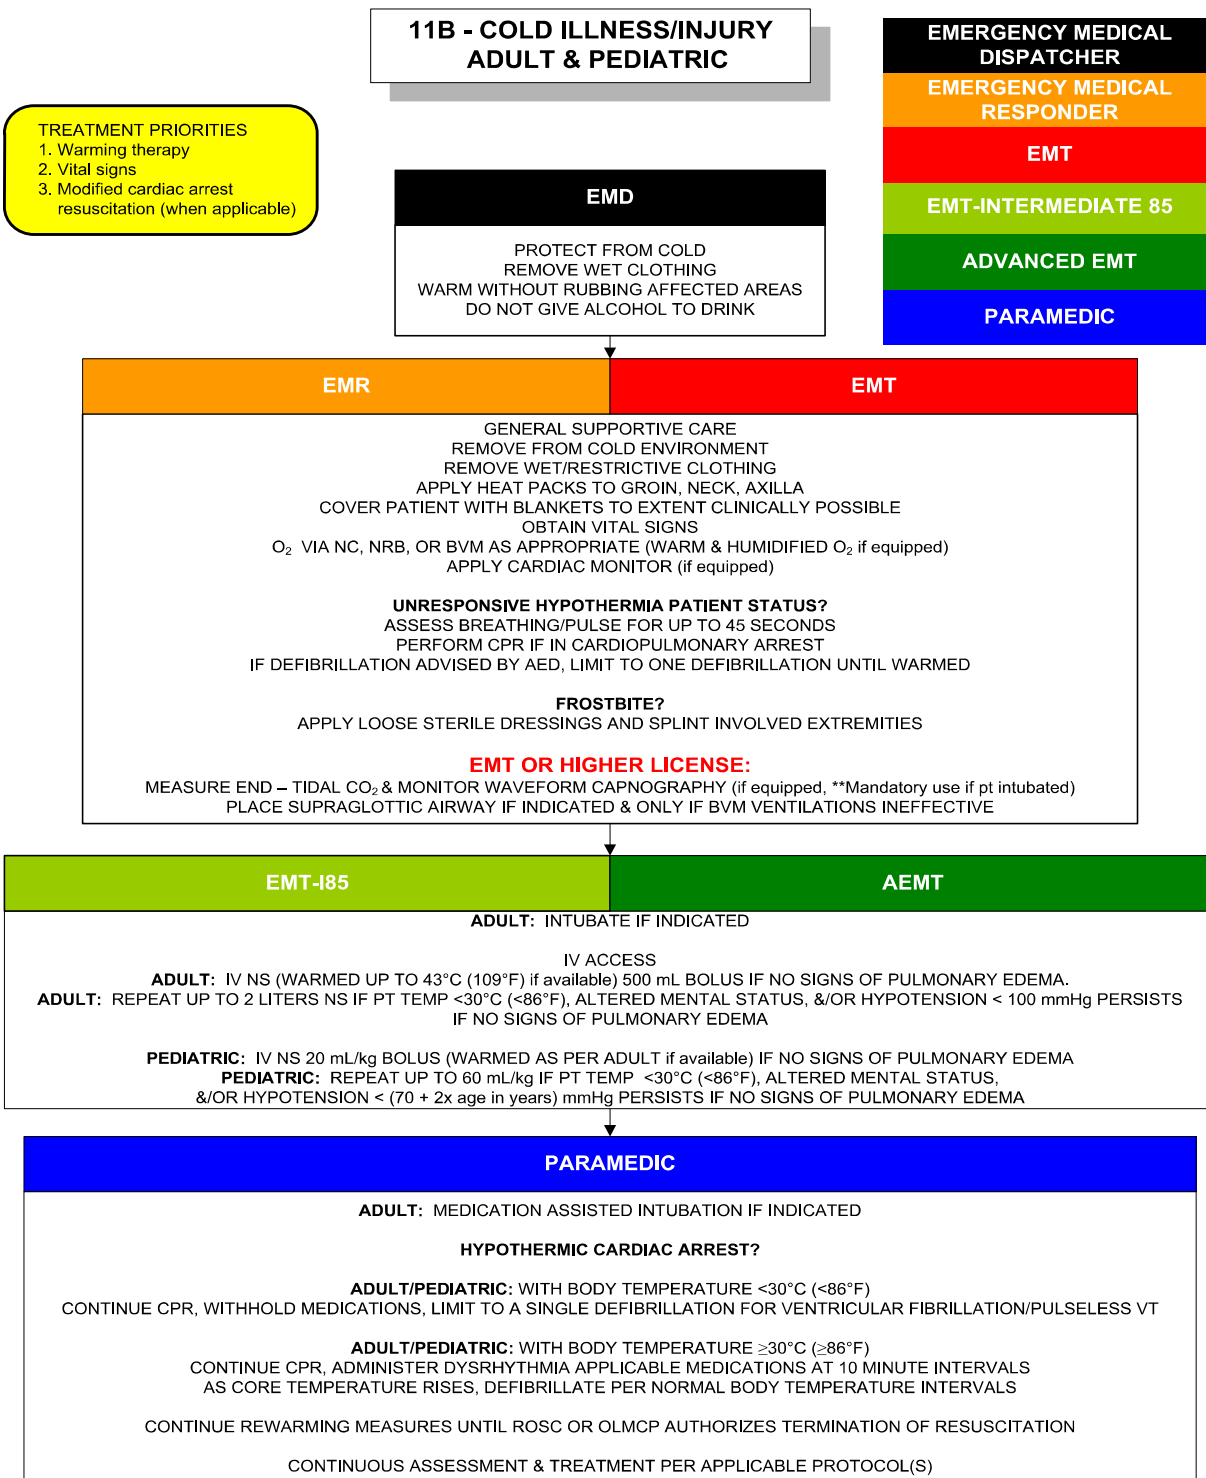 11B - COLD ILLNESS/INJURY
ADULT & PEDIATRIC
EMERGENCY MEDICAL
DISPATCHER
EMERGENCY MEDICAL
RESPONDER
EMT
EMT-INTERMEDIATE 85
ADVANCED EMT
PARAMEDIC
TREATMENT PRIORITIES
1. Warming therapy
2. Vital signs
3. Modified cardiac arrest
resuscitation (when applicable)
EMD
PROTECT FROM COLD
REMOVE WET CLOTHING
WARM WITHOUT RUBBING AFFECTED AREAS
DO NOT GIVE ALCOHOL TO DRINK
EMR
EMT
GENERAL SUPPORTIVE CARE
REMOVE FROM COLD ENVIRONMENT
REMOVE WET/RESTRICTIVE CLOTHING
APPLY HEAT PACKS TO GROIN, NECK, AXILLA
COVER PATIENT WITH BLANKETS TO EXTENT CLINICALLY POSSIBLE
OBTAIN VITAL SIGNS
O₂ VIA NC, NRB, OR BVM AS APPROPRIATE (WARM & HUMIDIFIED O₂ if equipped)
APPLY CARDIAC MONITOR (if equipped)
UNRESPONSIVE HYPOTHERMIA PATIENT STATUS?
ASSESS BREATHING/PULSE FOR UP TO 45 SECONDS
PERFORM CPR IF IN CARDIOPULMONARY ARREST
IF DEFIBRILLATION ADVISED BY AED, LIMIT TO ONE DEFIBRILLATION UNTIL WARMED
FROSTBITE?
APPLY LOOSE STERILE DRESSINGS AND SPLINT INVOLVED EXTREMITIES
EMT OR HIGHER LICENSE:
MEASURE END – TIDAL CO₂ & MONITOR WAVEFORM CAPNOGRAPHY (if equipped, **Mandatory use if pt intubated)
PLACE SUPRAGLOTTIC AIRWAY IF INDICATED & ONLY IF BVM VENTILATIONS INEFFECTIVE
EMT-I85
AEMT
ADULT: INTUBATE IF INDICATED
IV ACCESS
ADULT: IV NS (WARMED UP TO 43°C (109°F) if available) 500 mL BOLUS IF NO SIGNS OF PULMONARY EDEMA.
ADULT: REPEAT UP TO 2 LITERS NS IF PT TEMP <30°C (<86°F), ALTERED MENTAL STATUS, &/OR HYPOTENSION < 100 mmHg PERSISTS
IF NO SIGNS OF PULMONARY EDEMA
PEDIATRIC: IV NS 20 mL/kg BOLUS (WARMED AS PER ADULT if available) IF NO SIGNS OF PULMONARY EDEMA
PEDIATRIC: REPEAT UP TO 60 mL/kg IF PT TEMP <30°C (<86°F), ALTERED MENTAL STATUS,
&/OR HYPOTENSION < (70 + 2x age in years) mmHg PERSISTS IF NO SIGNS OF PULMONARY EDEMA
PARAMEDIC
ADULT: MEDICATION ASSISTED INTUBATION IF INDICATED
HYPOTHERMIC CARDIAC ARREST?
ADULT/PEDIATRIC: WITH BODY TEMPERATURE <30°C (<86°F)
CONTINUE CPR, WITHHOLD MEDICATIONS, LIMIT TO A SINGLE DEFIBRILLATION FOR VENTRICULAR FIBRILLATION/PULSELESS VT
ADULT/PEDIATRIC: WITH BODY TEMPERATURE ≥30°C (≥86°F)
CONTINUE CPR, ADMINISTER DYSRHYTHMIA APPLICABLE MEDICATIONS AT 10 MINUTE INTERVALS
AS CORE TEMPERATURE RISES, DEFIBRILLATE PER NORMAL BODY TEMPERATURE INTERVALS
CONTINUE REWARMING MEASURES UNTIL ROSC OR OLMCP AUTHORIZES TERMINATION OF RESUSCITATION
CONTINUOUS ASSESSMENT & TREATMENT PER APPLICABLE PROTOCOL(S)